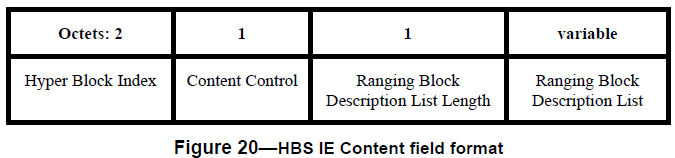 Octets: 2 1 1 variable
Hyper Block Index Content Control Ranging Block Ranging Block
Description List Length Description List
Figure 20—HBS IE Content field format